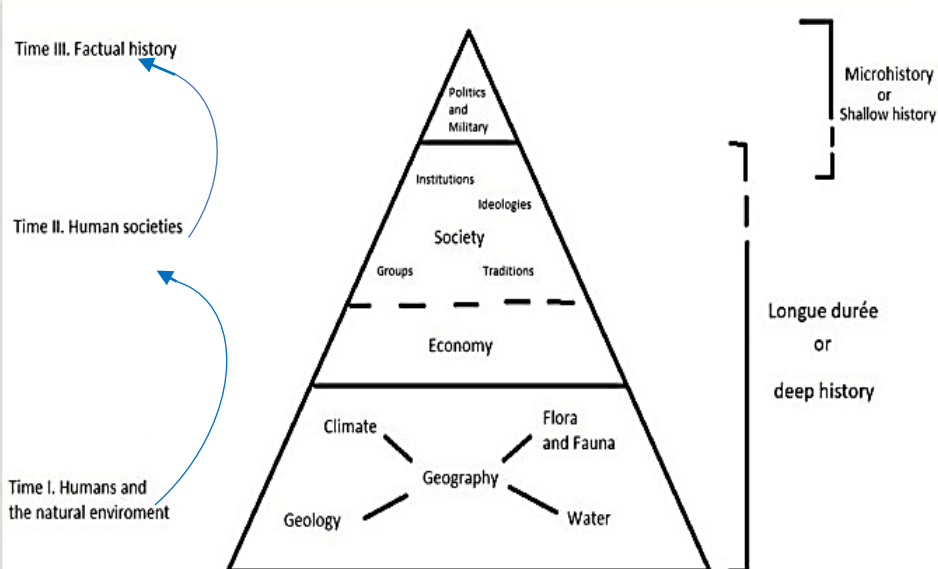 Time III. Factual history
Politics
and
Military
Microhistory
or
Shallow history
Institutions
Ideologies
Time II. Human societies
Society
Groups
Traditions
Economy
Longue durée
or
deep history
Climate
Flora
and Fauna
Geography
Geology
Water
Time I. Humans and
the natural enviroment